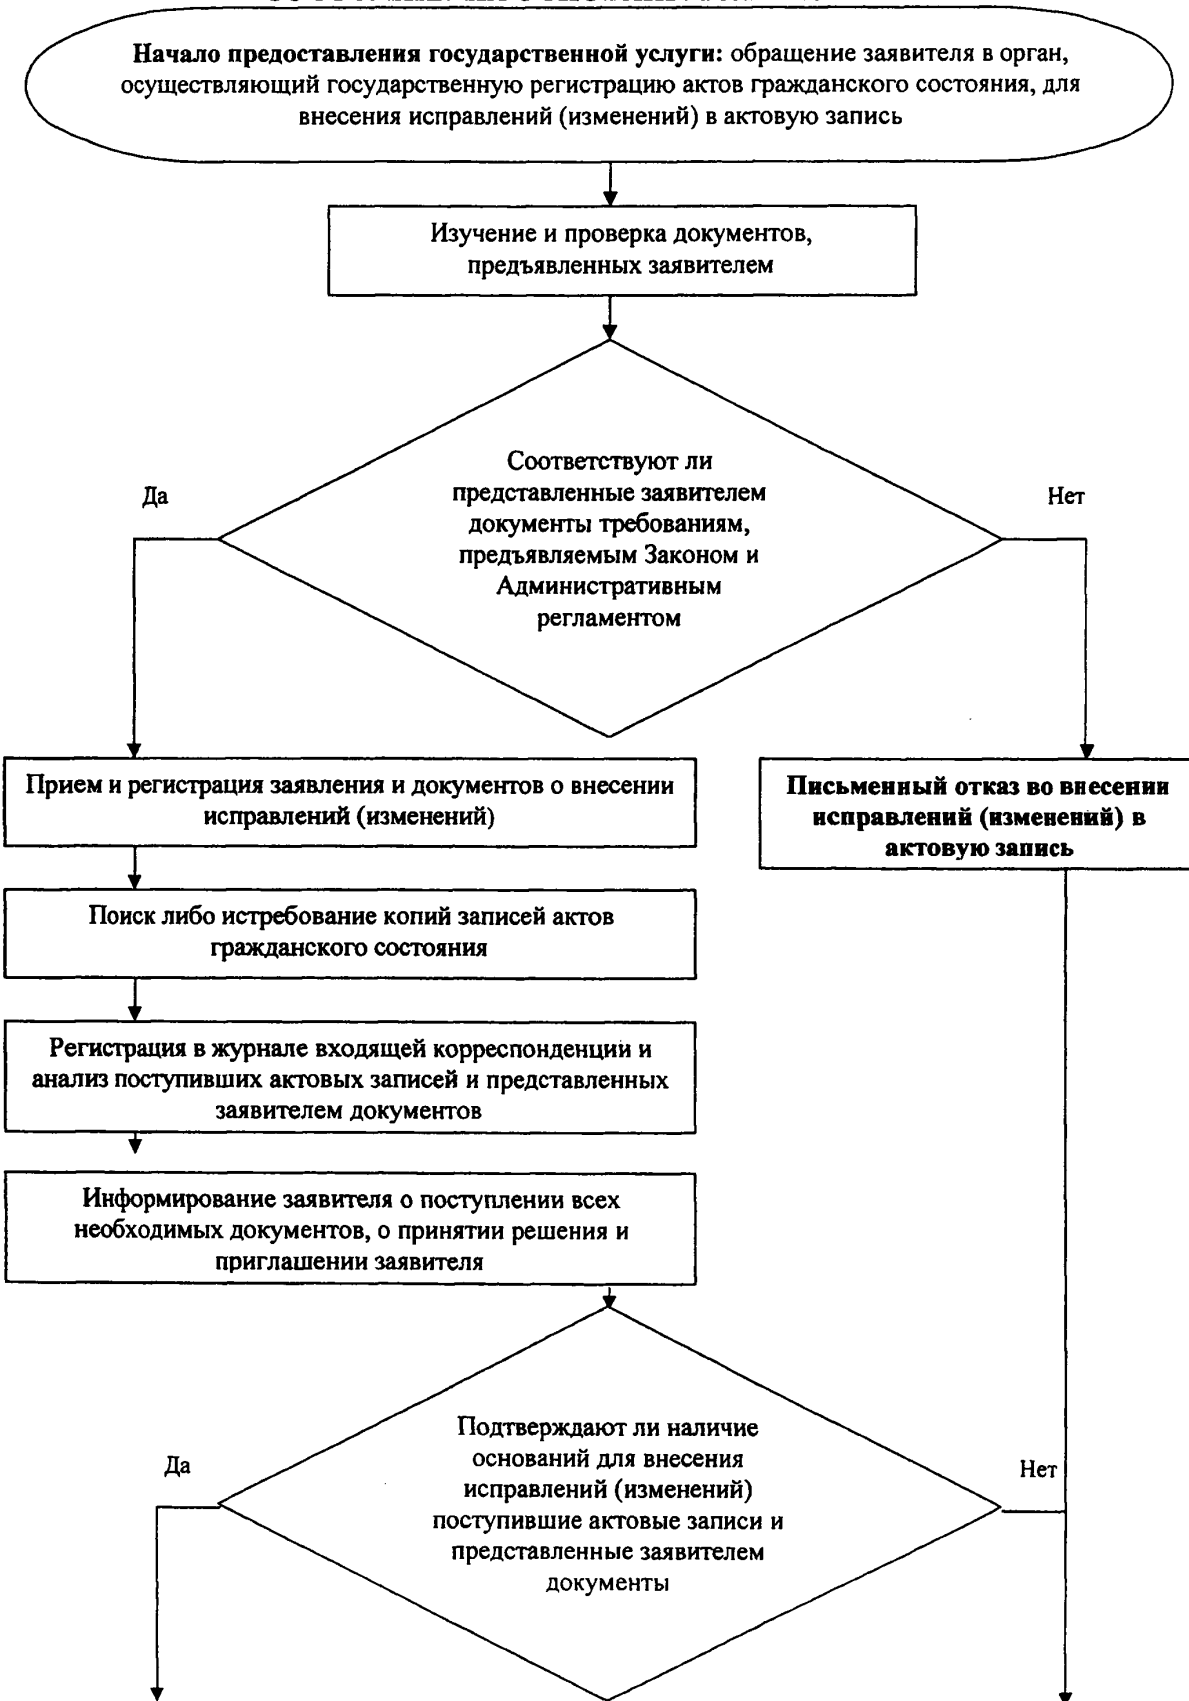 Начало предоставления государственной услуги: обращение заявителя в орган,
осуществляющий государственную регистрацию актов гражданского состояния, для
внесения исправлений (изменений) в актовую запись
Изучение и проверка документов,
предъявленных заявителем
Соответствуют ли
представленные заявителем
документы требованиям,
предъявляемым Законом и
Административным
регламентом
Да
Нет
Прием и регистрация заявления и документов о внесении
исправлений (изменений)
Письменный отказ во внесении
исправлений (изменений) в
актовую запись
Поиск либо истребование копий записей актов
гражданского состояния
Регистрация в журнале входящей корреспонденции и
анализ поступивших актовых записей и представленных
заявителем документов
Информирование заявителя о поступлении всех
необходимых документов, о принятии решения и
приглашении заявителя
Подтверждают ли наличие
оснований для внесения
исправлений (изменений)
поступившие актовые записи и
представленные заявителем
документы
Да
Нет